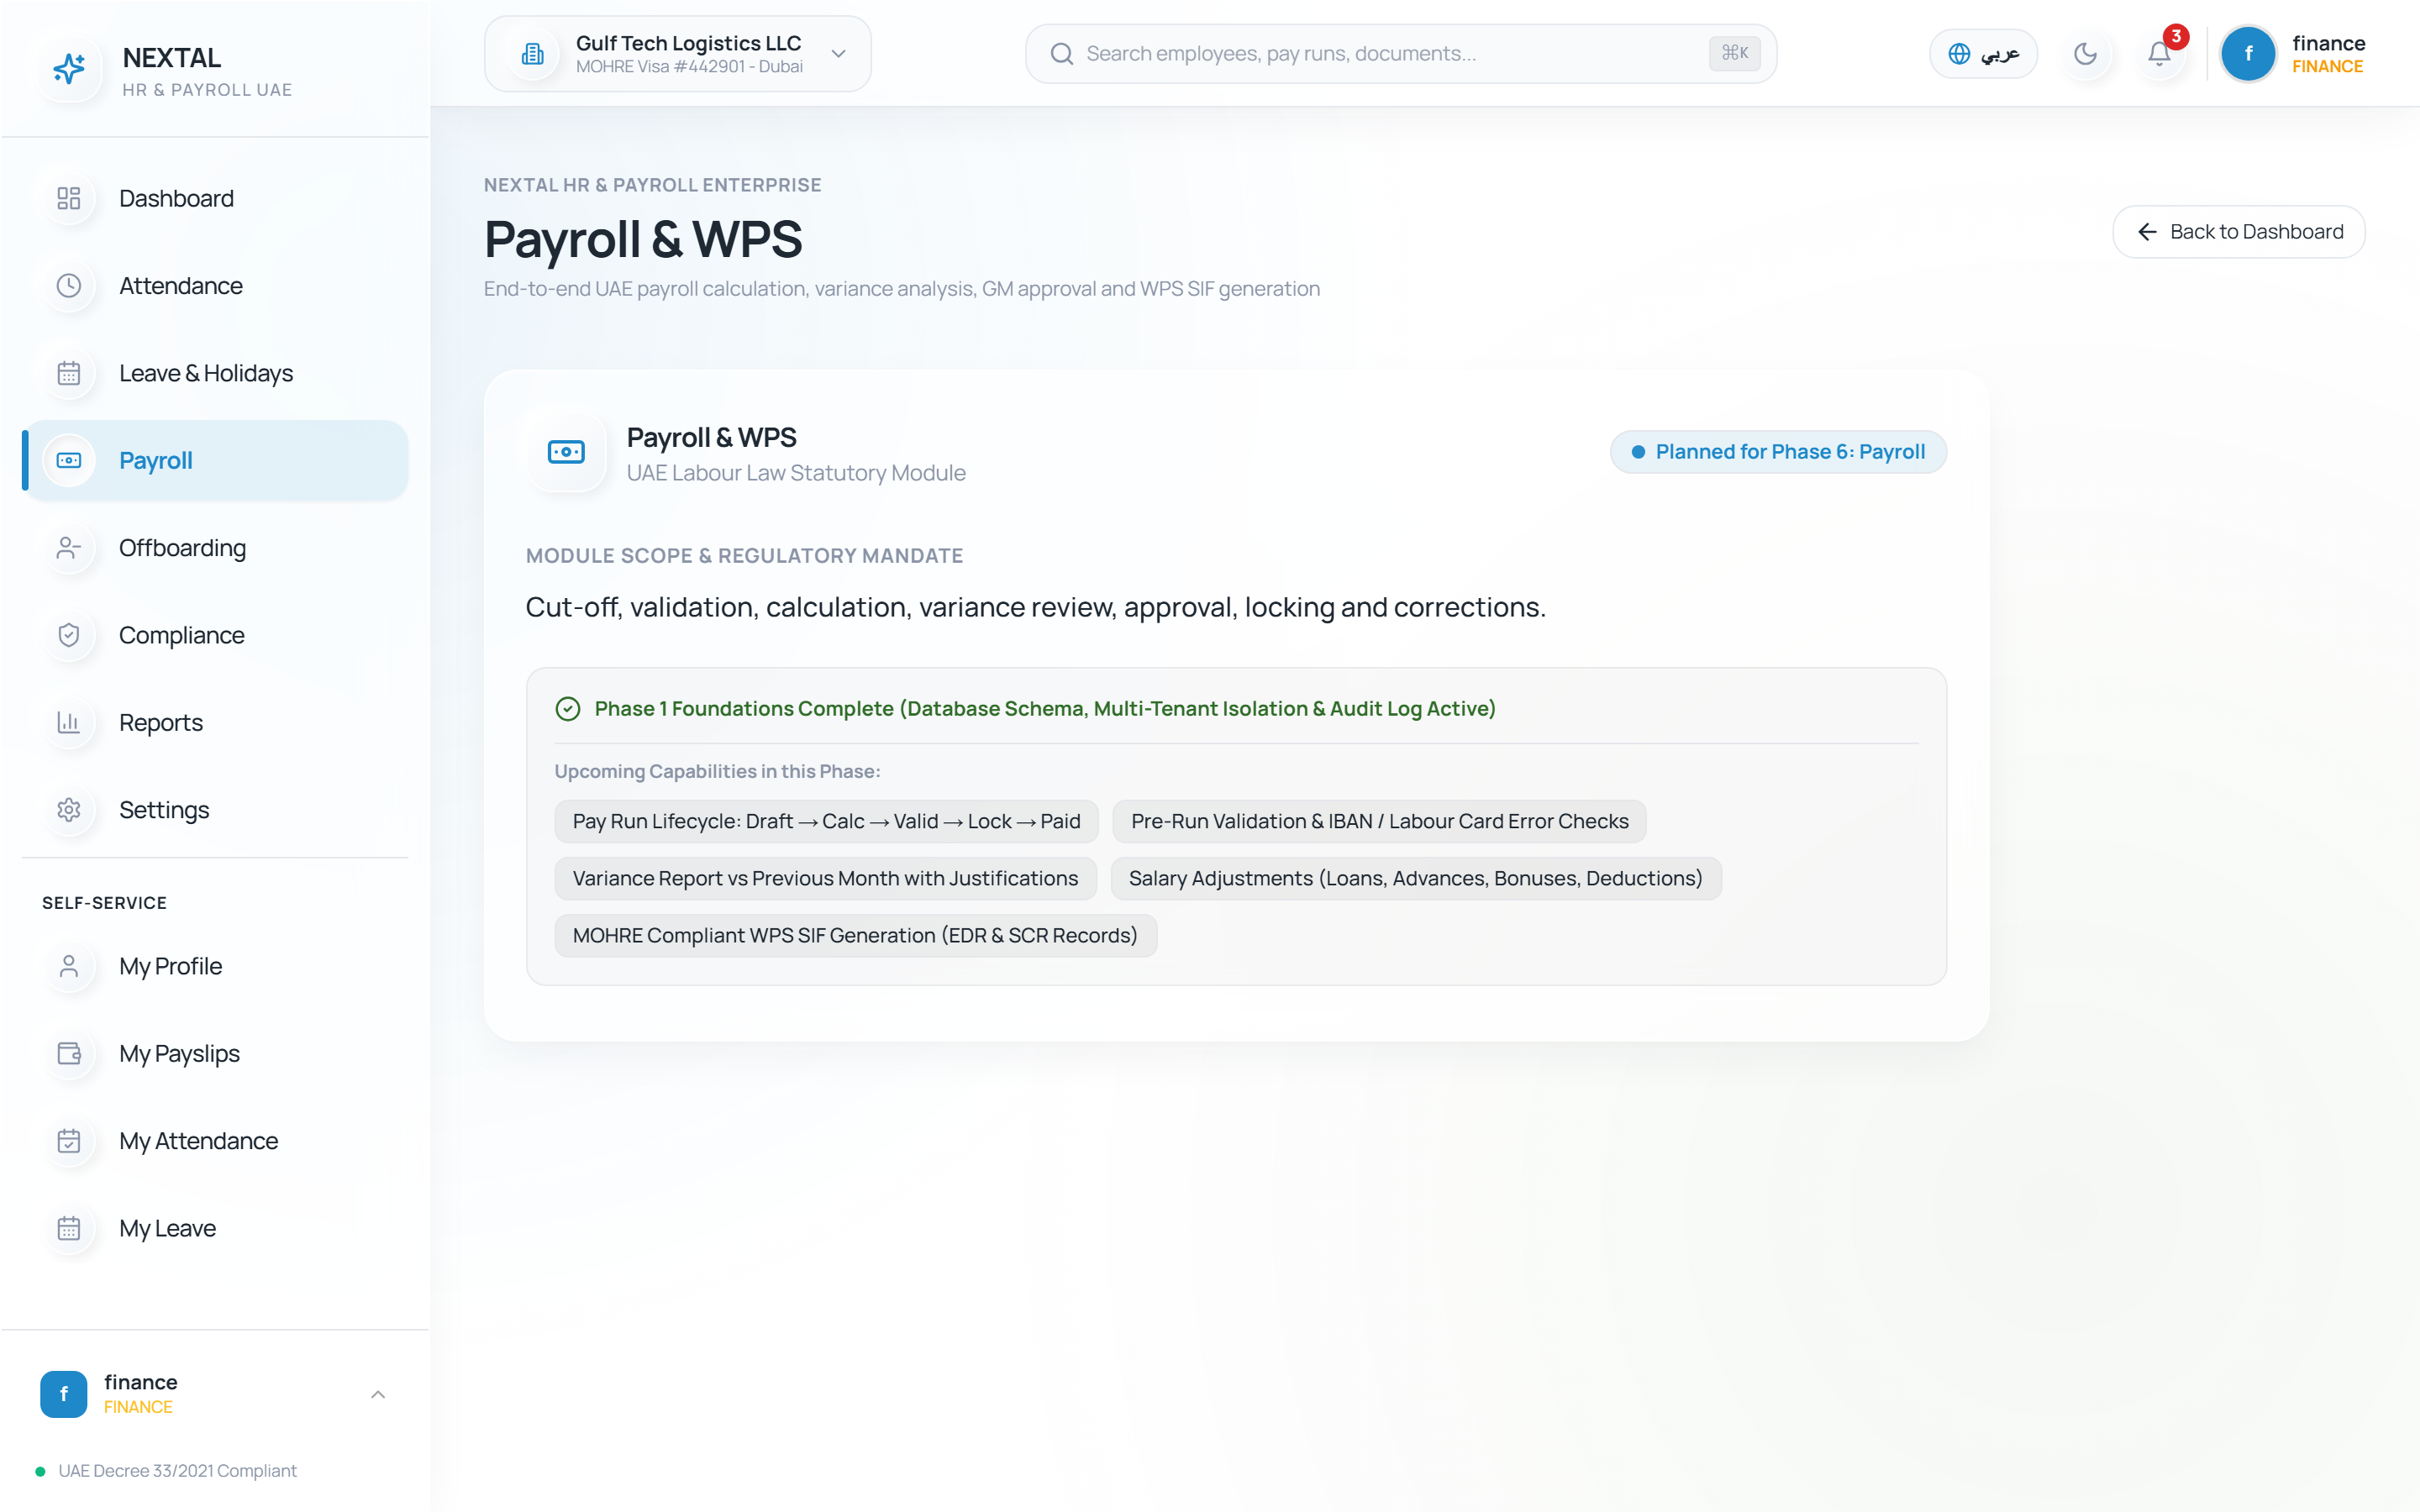 NEXTAL
HR & PAYROLL UAE
Dashboard
Attendance
Leave & Holidays
Payroll
Offboarding
Compliance
Reports
Settings
SELF-SERVICE
My Profile
My Payslips
My Attendance
My Leave
f
finance
FINANCE
UAE Decree 33/2021 Compliant
Gulf Tech Logistics LLC
MOHRE Visa #442901 - Dubai
Search employees, pay runs, documents...
⌘K
عربي
3
f
finance
FINANCE
NEXTAL HR & PAYROLL ENTERPRISE
Payroll & WPS
End-to-end UAE payroll calculation, variance analysis, GM approval and WPS SIF generation
Back to Dashboard
Payroll & WPS
UAE Labour Law Statutory Module
Planned for Phase 6: Payroll
MODULE SCOPE & REGULATORY MANDATE
Cut-off, validation, calculation, variance review, approval, locking and corrections.
Phase 1 Foundations Complete (Database Schema, Multi-Tenant Isolation & Audit Log Active)
Upcoming Capabilities in this Phase:
Pay Run Lifecycle: Draft → Calc → Valid → Lock → Paid
Pre-Run Validation & IBAN / Labour Card Error Checks
Variance Report vs Previous Month with Justifications
Salary Adjustments (Loans, Advances, Bonuses, Deductions)
MOHRE Compliant WPS SIF Generation (EDR & SCR Records)